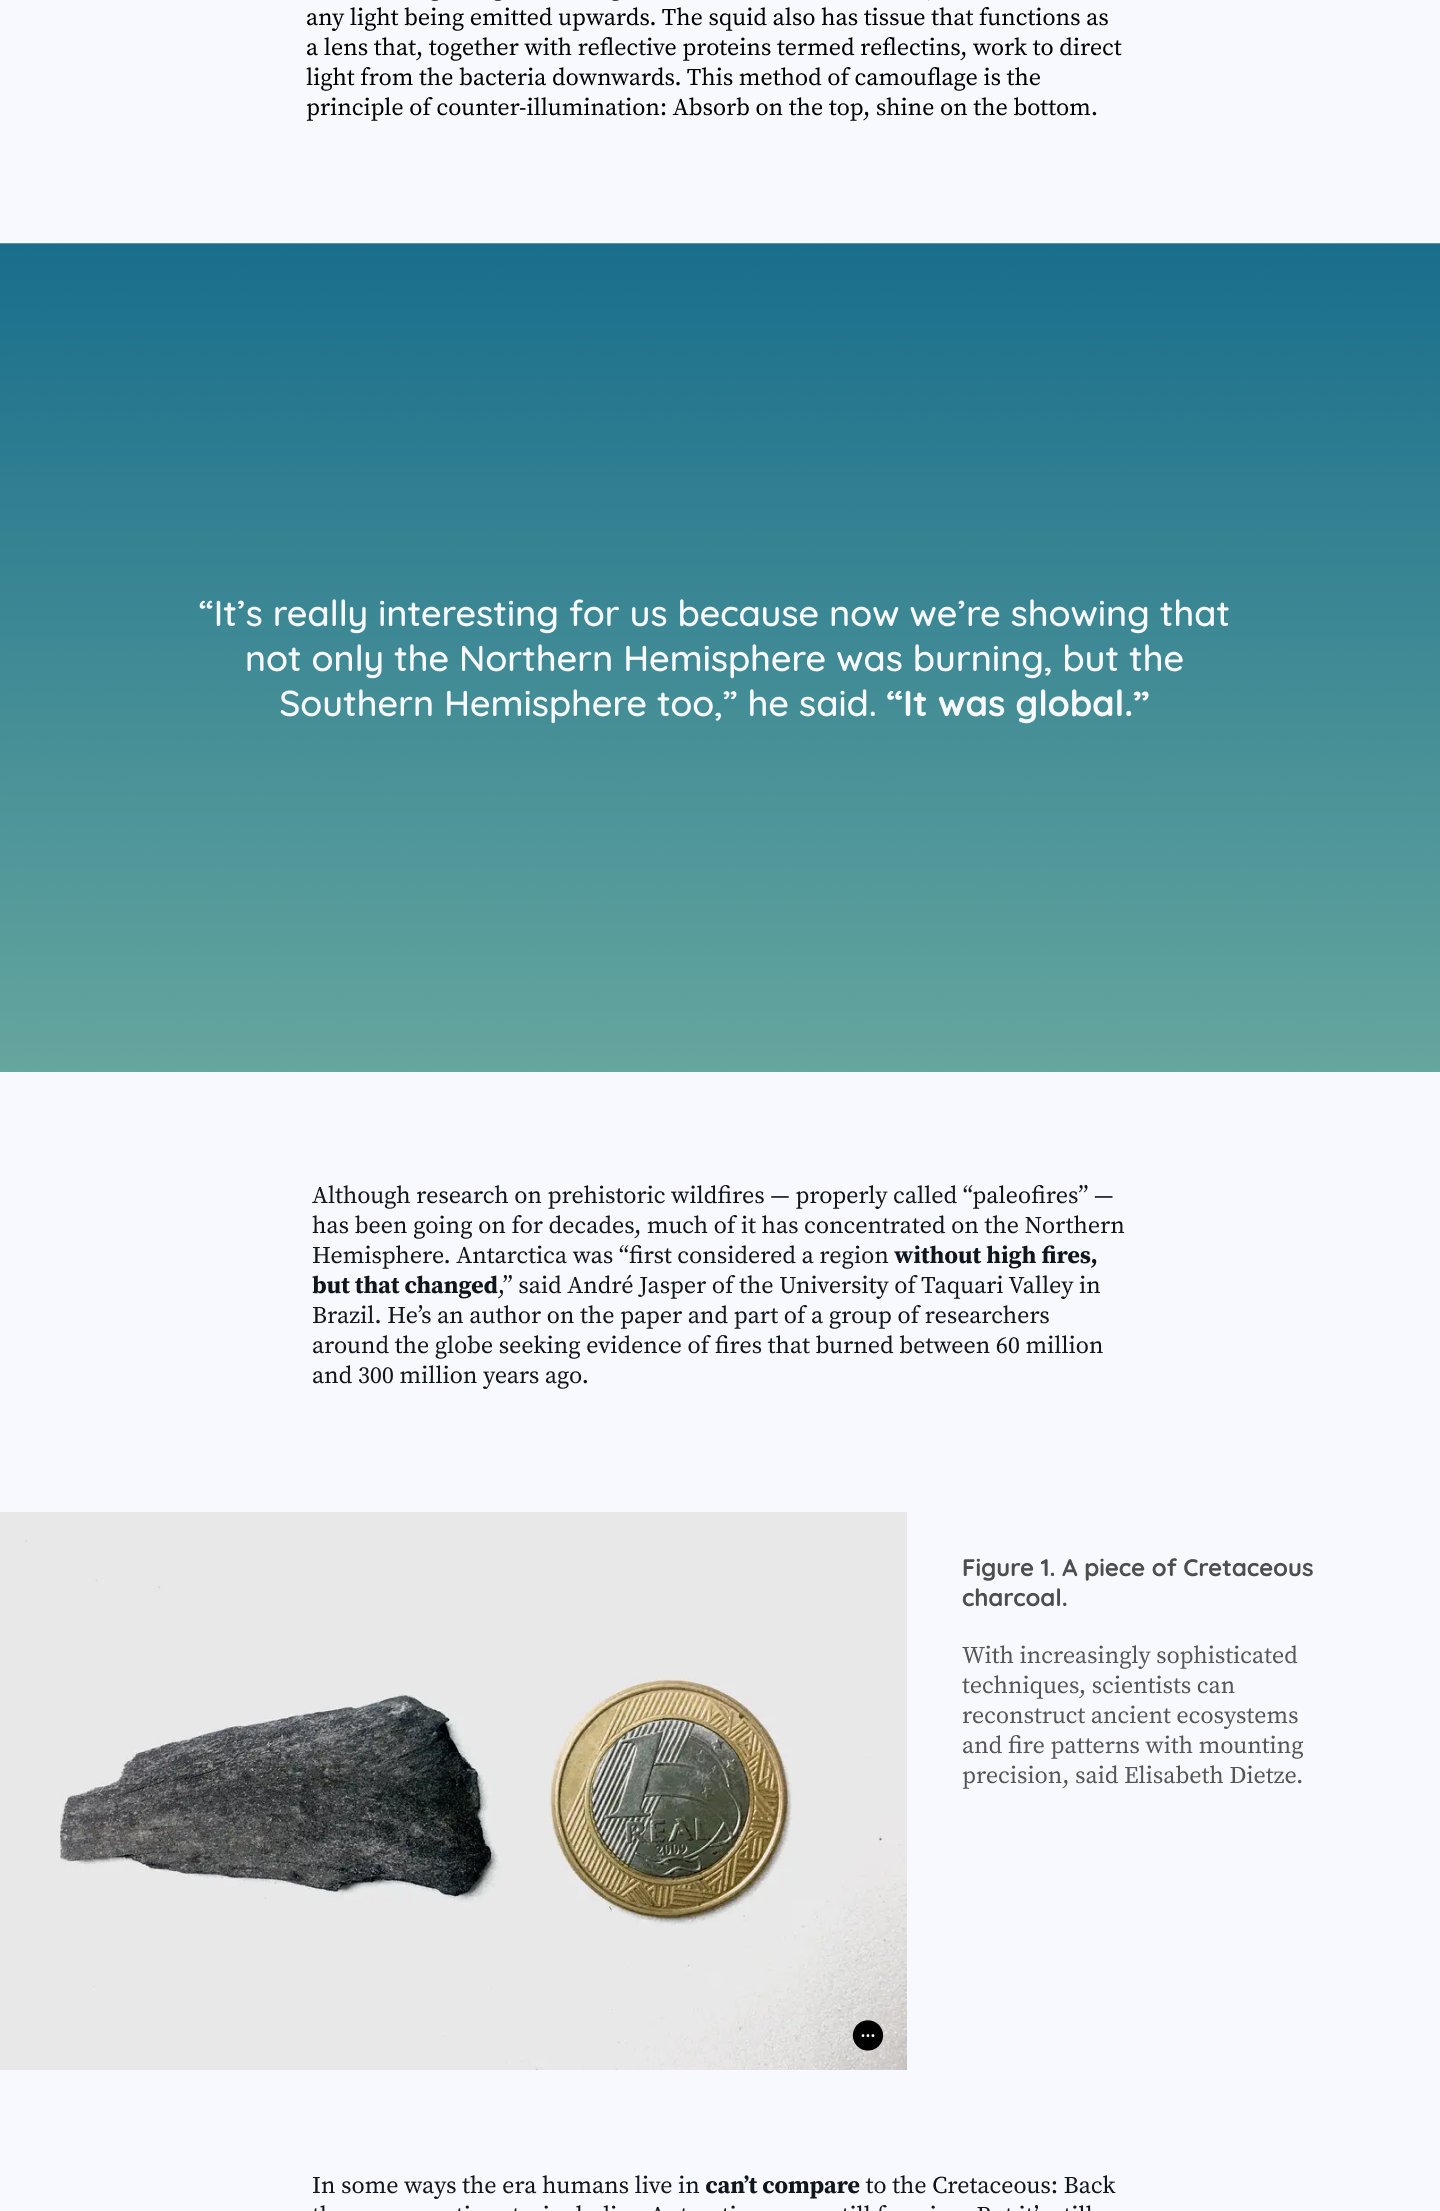 any light being emitted upwards. The squid also has tissue that functions as
a lens that, together with reflective proteins termed reflectins, work to direct
light from the bacteria downwards. This method of camouflage is the
principle of counter-illumination: Absorb on the top, shine on the bottom.
“It’s really interesting for us because now we’re showing that
not only the Northern Hemisphere was burning, but the
Southern Hemisphere too,” he said. “It was global.”
Although research on prehistoric wildfires — properly called “paleofires” —
has been going on for decades, much of it has concentrated on the Northern
Hemisphere. Antarctica was “first considered a region without high fires,
but that changed,” said André Jasper of the University of Taquari Valley in
Brazil. He’s an author on the paper and part of a group of researchers
around the globe seeking evidence of fires that burned between 60 million
and 300 million years ago.
1
REAL
2009
Figure 1. A piece of Cretaceous
charcoal.
With increasingly sophisticated
techniques, scientists can
reconstruct ancient ecosystems
and fire patterns with mounting
precision, said Elisabeth Dietze.
In some ways the era humans live in can’t compare to the Cretaceous: Back